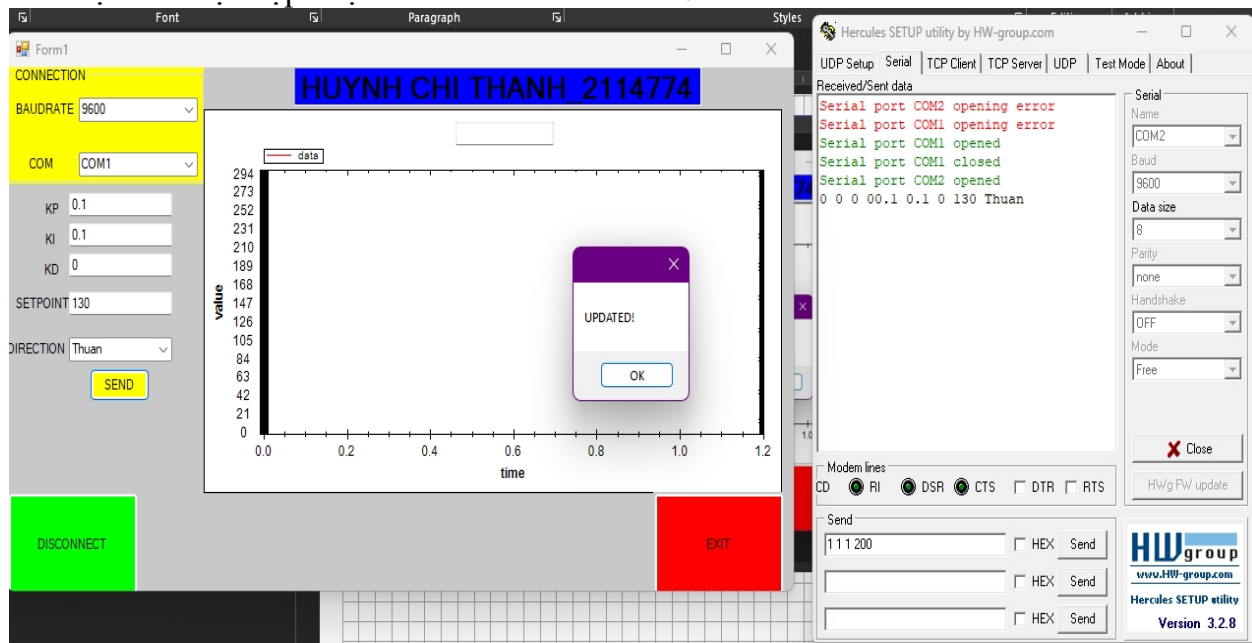 Font
Paragraph
Styles
Form1
CONNECTION
BAUDRATE 9600
COM COM1
KP 0.1
KI 0.1
KD 0
SETPOINT 130
DIRECTION Thuan
SEND
DISCONNECT
HUYNH CHI THANH_2114774
data
value
294
273
252
231
210
189
168
147
126
105
84
63
42
21
0
0.0 0.2 0.4 0.6 0.8 1.0 1.2
time
UPDATED!
OK
EXIT
Hercules SETUP utility by HW-group.com
UDP Setup Serial TCP Client TCP Server UDP Test Mode About
Received/Sent data
Serial port COM2 opening error
Serial port COM1 opening error
Serial port COM1 opened
Serial port COM1 closed
Serial port COM2 opened
0 0 0 00.1 0.1 0 130 Thuan
Serial
Name
COM2
Baud
9600
Data size
8
Parity
none
Handshake
OFF
Mode
Free
Close
HWg FW update
Modem lines
CD RI DSR CTS DTR RTS
Send
1 1 1 200 HEX Send
HEX Send
HEX Send
HW group
www.HW-group.com
Hercules SETUP utility
Version 3.2.8